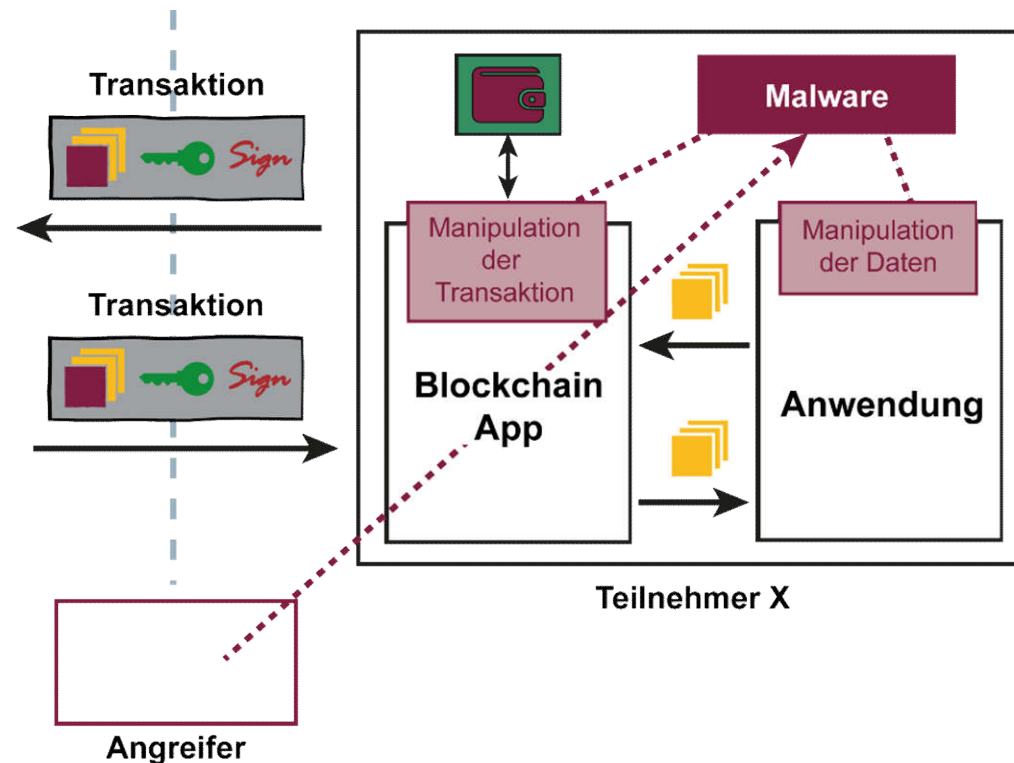 Transaktion
Sign
Transaktion
Sign
Malware
Manipulation
der
Transaktion
Manipulation
der Daten
Blockchain
App
Anwendung
Teilnehmer X
Angreifer